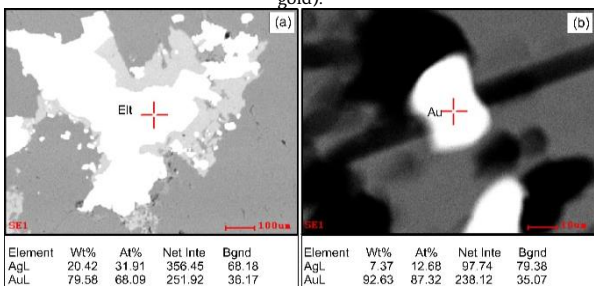 gold).
(a)
Elt
SE1
100um
(b)
Au
SE1
Element Wt% At% Net Inte Bgnd
AgL 20.42 31.91 356.45 68.18
AuL 79.58 68.09 251.92 36.17
Element Wt% At% Net Inte Bgnd
AgL 7.37 12.68 97.74 79.38
AuL 92.63 87.32 238.12 35.07